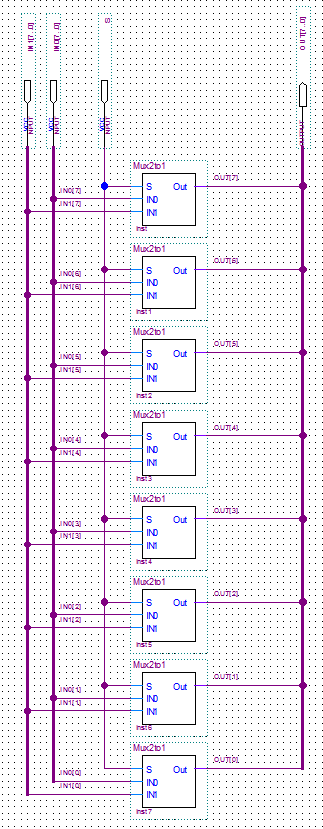 IN1[7..0]
IN0[7..0]
S
OUT[7..0]
VCC
INPUT
VCC
INPUT
VCC
INPUT
OUTPUT
Mux2to1
IN0[7]
IN1[7]
S
IN0
IN1
Out
OUT[7]
inst
Mux2to1
IN0[6]
IN1[6]
S
IN0
IN1
Out
OUT[6]
inst1
Mux2to1
IN0[5]
IN1[5]
S
IN0
IN1
Out
OUT[5]
inst2
Mux2to1
IN0[4]
IN1[4]
S
IN0
IN1
Out
OUT[4]
inst3
Mux2to1
IN0[3]
IN1[3]
S
IN0
IN1
Out
OUT[3]
inst4
Mux2to1
IN0[2]
IN1[2]
S
IN0
IN1
Out
OUT[2]
inst5
Mux2to1
IN0[1]
IN1[1]
S
IN0
IN1
Out
OUT[1]
inst6
Mux2to1
IN0[0]
IN1[0]
S
IN0
IN1
Out
OUT[0]
inst7